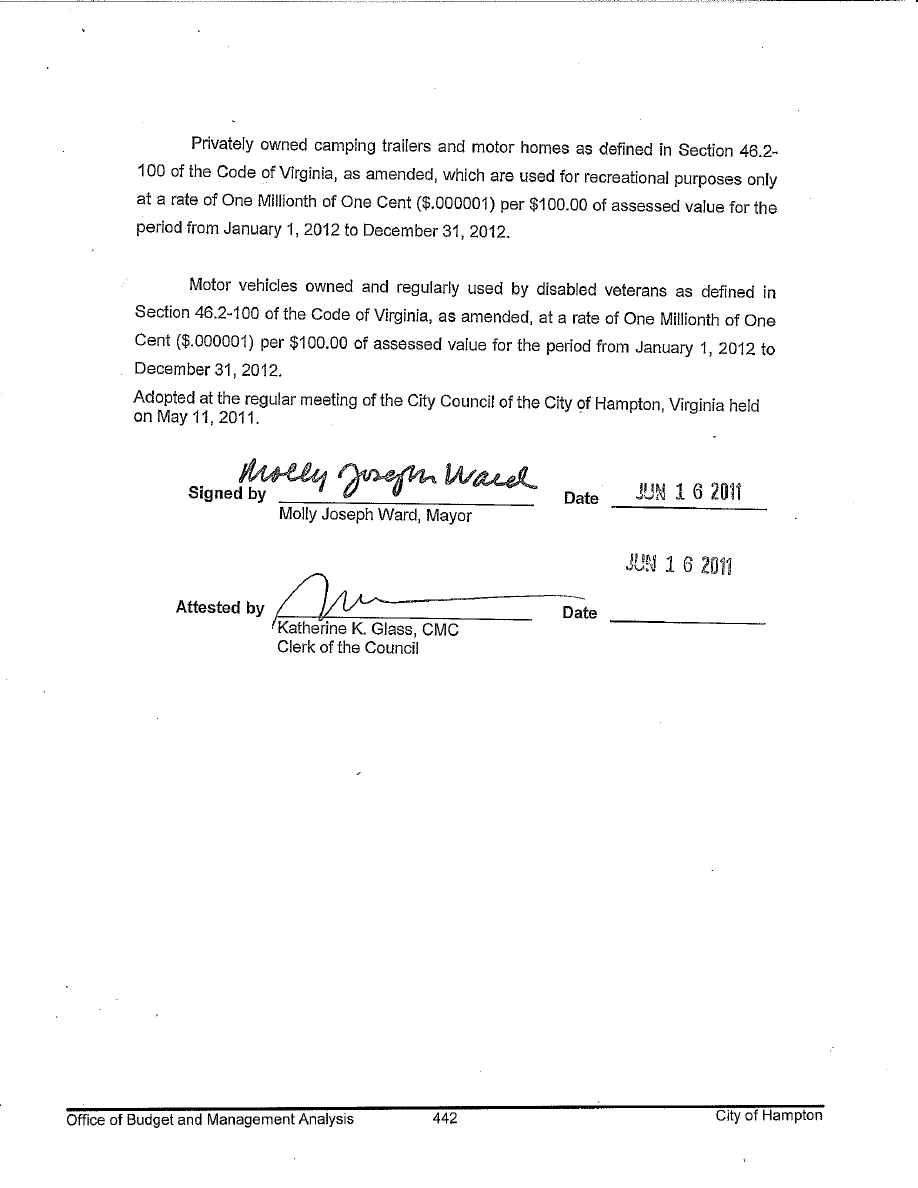 Privately owned camping trailers and motor homes as defined in Section 46.2-
100 of the Code of Virginia, as amended, which are used for recreational purposes only
at a rate of One Millionth of One Cent ($.000001) per $100.00 of assessed value for the
period from January 1, 2012 to December 31, 2012.
Motor vehicles owned and regularly used by disabled veterans as defined in
Section 46.2-100 of the Code of Virginia, as amended, at a rate of One Millionth of One
Cent ($.000001) per $100.00 of assessed value for the period from January 1, 2012 to
December 31, 2012.
Adopted at the regular meeting of the City Council of the City of Hampton, Virginia held
on May 11, 2011.
Molly Joseph Ward
Signed by Date JUN 16 2011
Molly Joseph Ward, Mayor
JUN 16 2011
Attested by Date
Katherine K. Glass, CMC
Clerk of the Council
Office of Budget and Management Analysis 442 City of Hampton